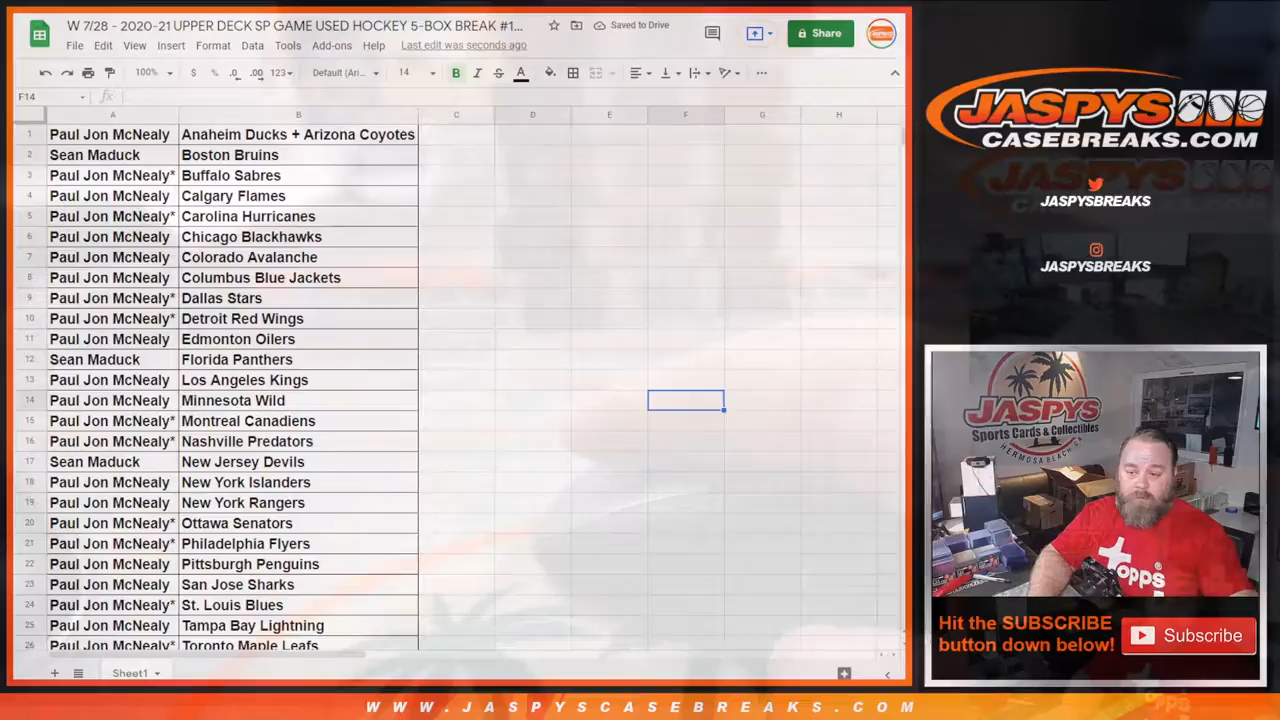 W 7/28 - 2020-21 UPPER DECK SP GAME USED HOCKEY 5-BOX BREAK #1...
Saved to Drive
Share
File Edit View Insert Format Data Tools Add-ons Help Last edit was seconds ago
100% $ % .0 .00 123 Default (Ari... 14 B I S A
F14 fx
A B C D E F G H
1 Paul Jon McNealy Anaheim Ducks + Arizona Coyotes
2 Sean Maduck Boston Bruins
3 Paul Jon McNealy* Buffalo Sabres
4 Paul Jon McNealy Calgary Flames
5 Paul Jon McNealy* Carolina Hurricanes
6 Paul Jon McNealy Chicago Blackhawks
7 Paul Jon McNealy Colorado Avalanche
8 Paul Jon McNealy Columbus Blue Jackets
9 Paul Jon McNealy* Dallas Stars
10 Paul Jon McNealy* Detroit Red Wings
11 Paul Jon McNealy Edmonton Oilers
12 Sean Maduck Florida Panthers
13 Paul Jon McNealy Los Angeles Kings
14 Paul Jon McNealy Minnesota Wild
15 Paul Jon McNealy* Montreal Canadiens
16 Paul Jon McNealy* Nashville Predators
17 Sean Maduck New Jersey Devils
18 Paul Jon McNealy New York Islanders
19 Paul Jon McNealy New York Rangers
20 Paul Jon McNealy* Ottawa Senators
21 Paul Jon McNealy* Philadelphia Flyers
22 Paul Jon McNealy Pittsburgh Penguins
23 Paul Jon McNealy San Jose Sharks
24 Paul Jon McNealy* St. Louis Blues
25 Paul Jon McNealy Tampa Bay Lightning
26 Paul Jon McNealy* Toronto Maple Leafs
Sheet1
JASPYS
CASEBREAKS.COM
JASPYSBREAKS
JASPYSBREAKS
JASPYS
Sports Cards & Collectibles
HERMOSA BEACH, CA
Topps
Hit the SUBSCRIBE
button down below!
Subscribe
WWW.JASPYSCASEBREAKS.COM